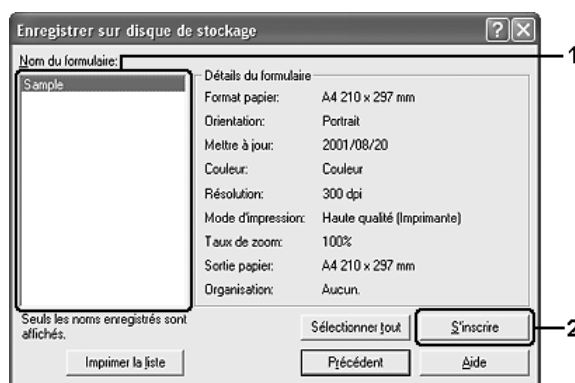 Enregistrer sur disque de stockage
Nom du formulaire:
1
Sample
Détails du formulaire
Format papier: A4 210 x 297 mm
Orientation: Portrait
Mettre à jour: 2001/08/20
Couleur: Couleur
Résolution: 300 dpi
Mode d'impression: Haute qualité (Imprimante)
Taux de zoom: 100%
Sortie papier: A4 210 x 297 mm
Organisation: Aucun.
Seuls les noms enregistrés sont
affichés.
Sélectionner tout
S'inscrire
2
Imprimer la liste
Précédent
Aide